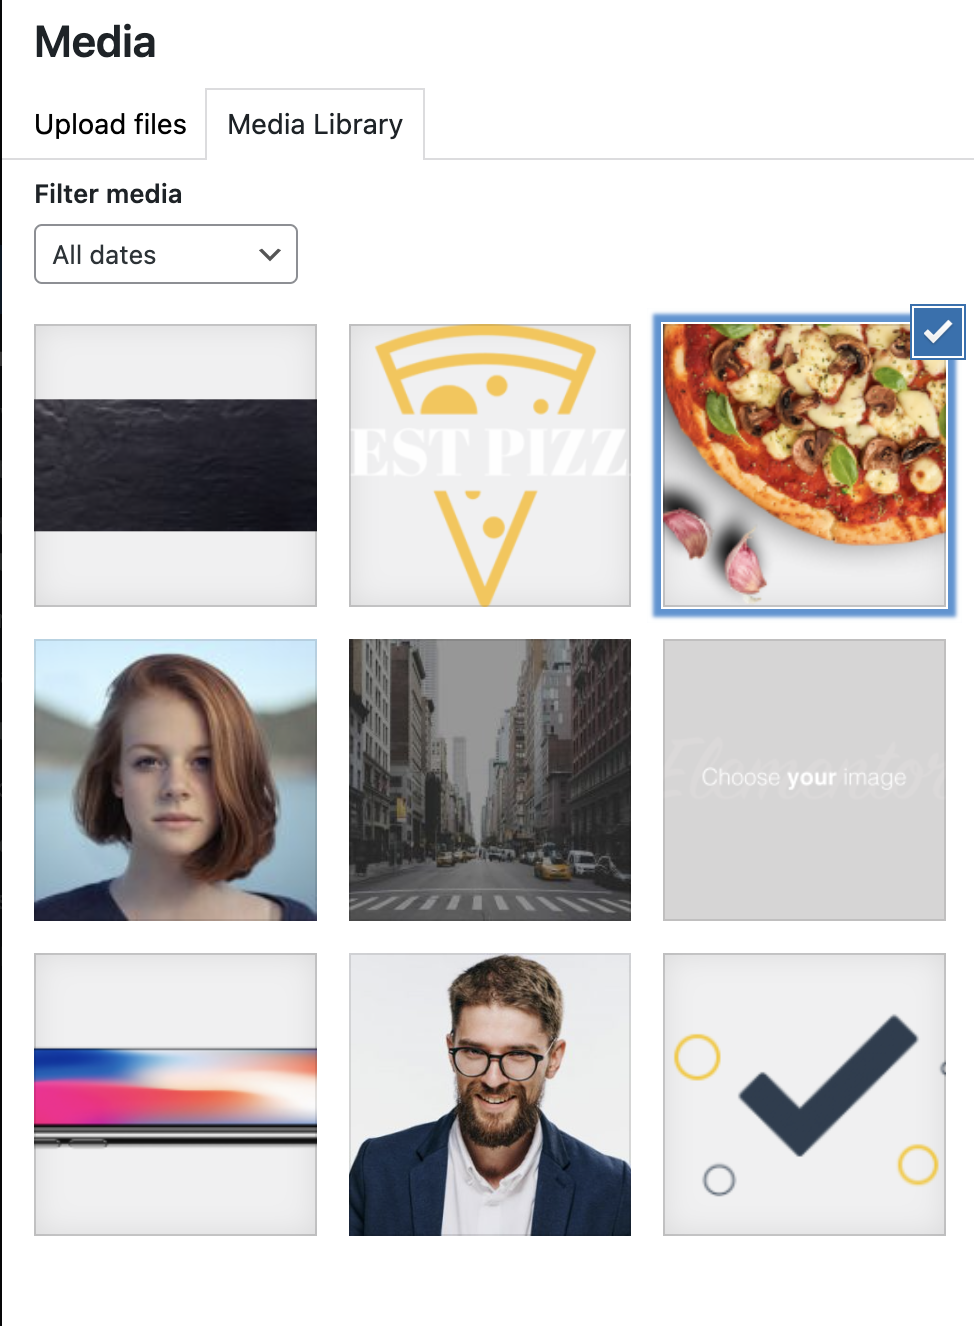 Media
Upload files
Media Library
Filter media
All dates
EST PIZZ
Elementor
Choose your image